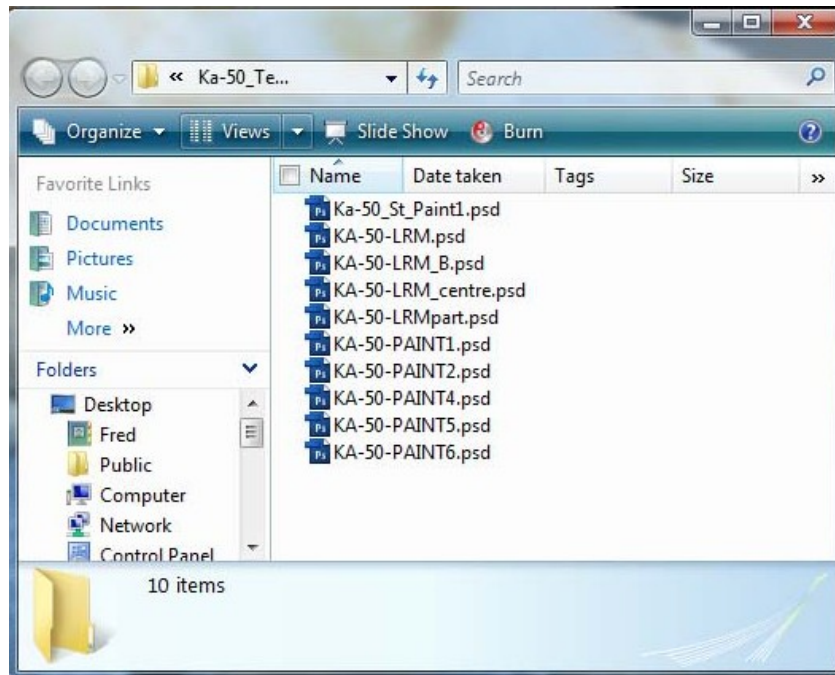 « Ka-50_Te... Search
Organize Views Slide Show Burn
Favorite Links
Documents
Pictures
Music
More »
Folders
Desktop
Fred
Public
Computer
Network
Control Panel
Name Date taken Tags Size »
Ka-50_St_Paint1.psd
KA-50-LRM.psd
KA-50-LRM_B.psd
KA-50-LRM_centre.psd
KA-50-LRMpart.psd
KA-50-PAINT1.psd
KA-50-PAINT2.psd
KA-50-PAINT4.psd
KA-50-PAINT5.psd
KA-50-PAINT6.psd
10 items